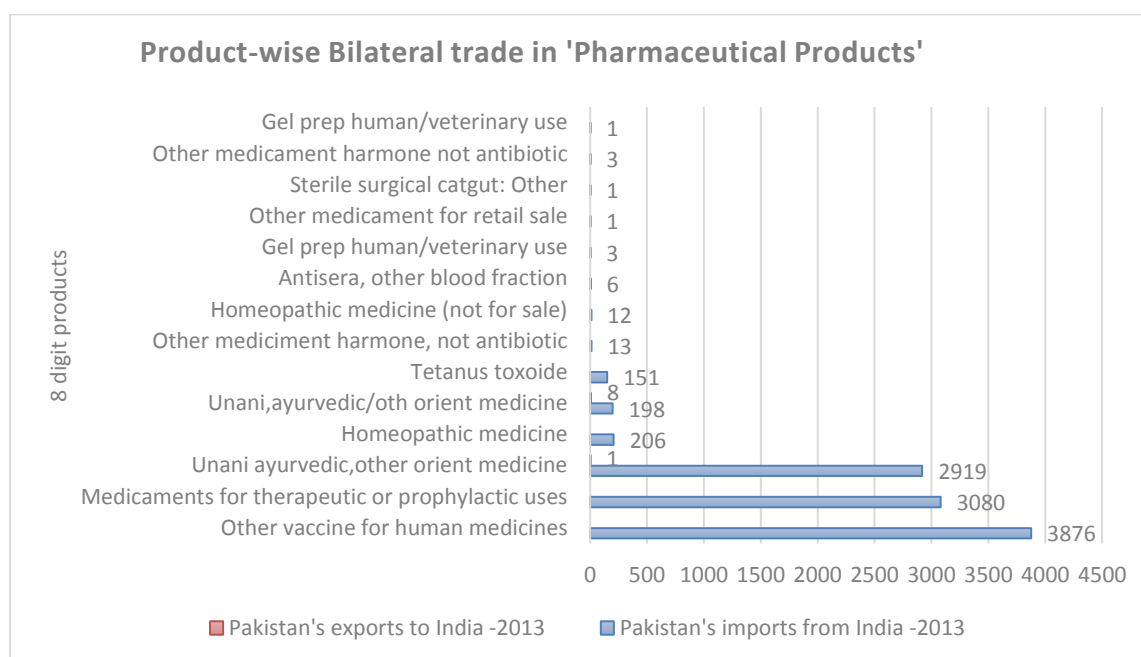 Product-wise Bilateral trade in 'Pharmaceutical Products'
8 digit products
Gel prep human/veterinary use 1
Other medicament harmone not antibiotic 3
Sterile surgical catgut: Other 1
Other medicament for retail sale 1
Gel prep human/veterinary use 3
Antisera, other blood fraction 6
Homeopathic medicine (not for sale) 12
Other mediciment harmone, not antibiotic 13
Tetanus toxoide 151
8
Unani,ayurvedic/oth orient medicine 198
Homeopathic medicine 206
1
Unani ayurvedic,other orient medicine 2919
Medicaments for therapeutic or prophylactic uses 3080
Other vaccine for human medicines 3876
0 500 1000 1500 2000 2500 3000 3500 4000 4500
Pakistan's exports to India -2013 Pakistan's imports from India -2013